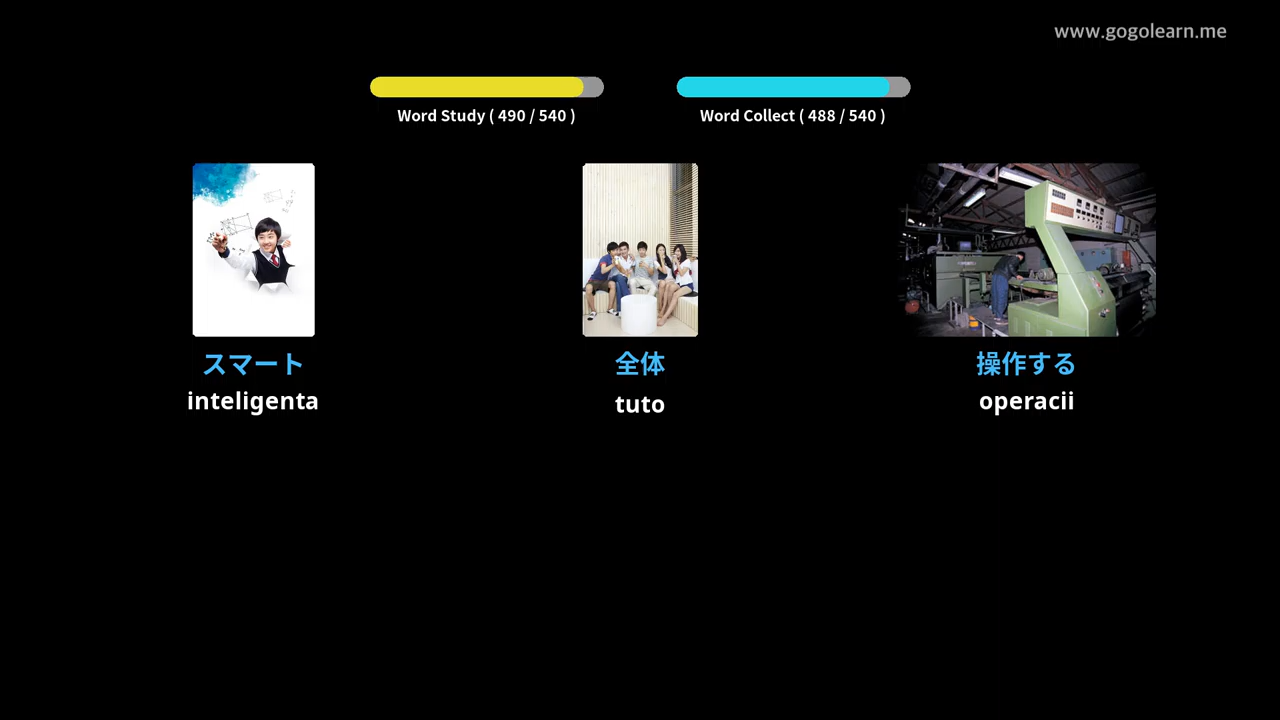 www.gogolearn.me
Word Study ( 490 / 540 )
Word Collect ( 488 / 540 )
スマート
inteligenta
全体
tuto
操作する
operacii